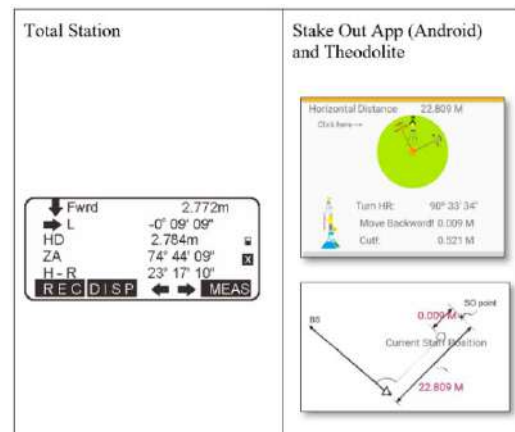 Total Station
Fwrd 2.772m
L -0° 09' 09"
HD 2.784m
ZA 74° 44' 09"
H-R 23° 17' 10"
REC DISP MEAS
Stake Out App (Android)
and Theodolite
Horizontal Distance 22.809 M
Click here
Turn HR: 90° 33' 34"
Move Backward! 0.009 M
Cut!: 0.521 M
BS
SO point
0.009 M
Current Staff Position
22.809 M